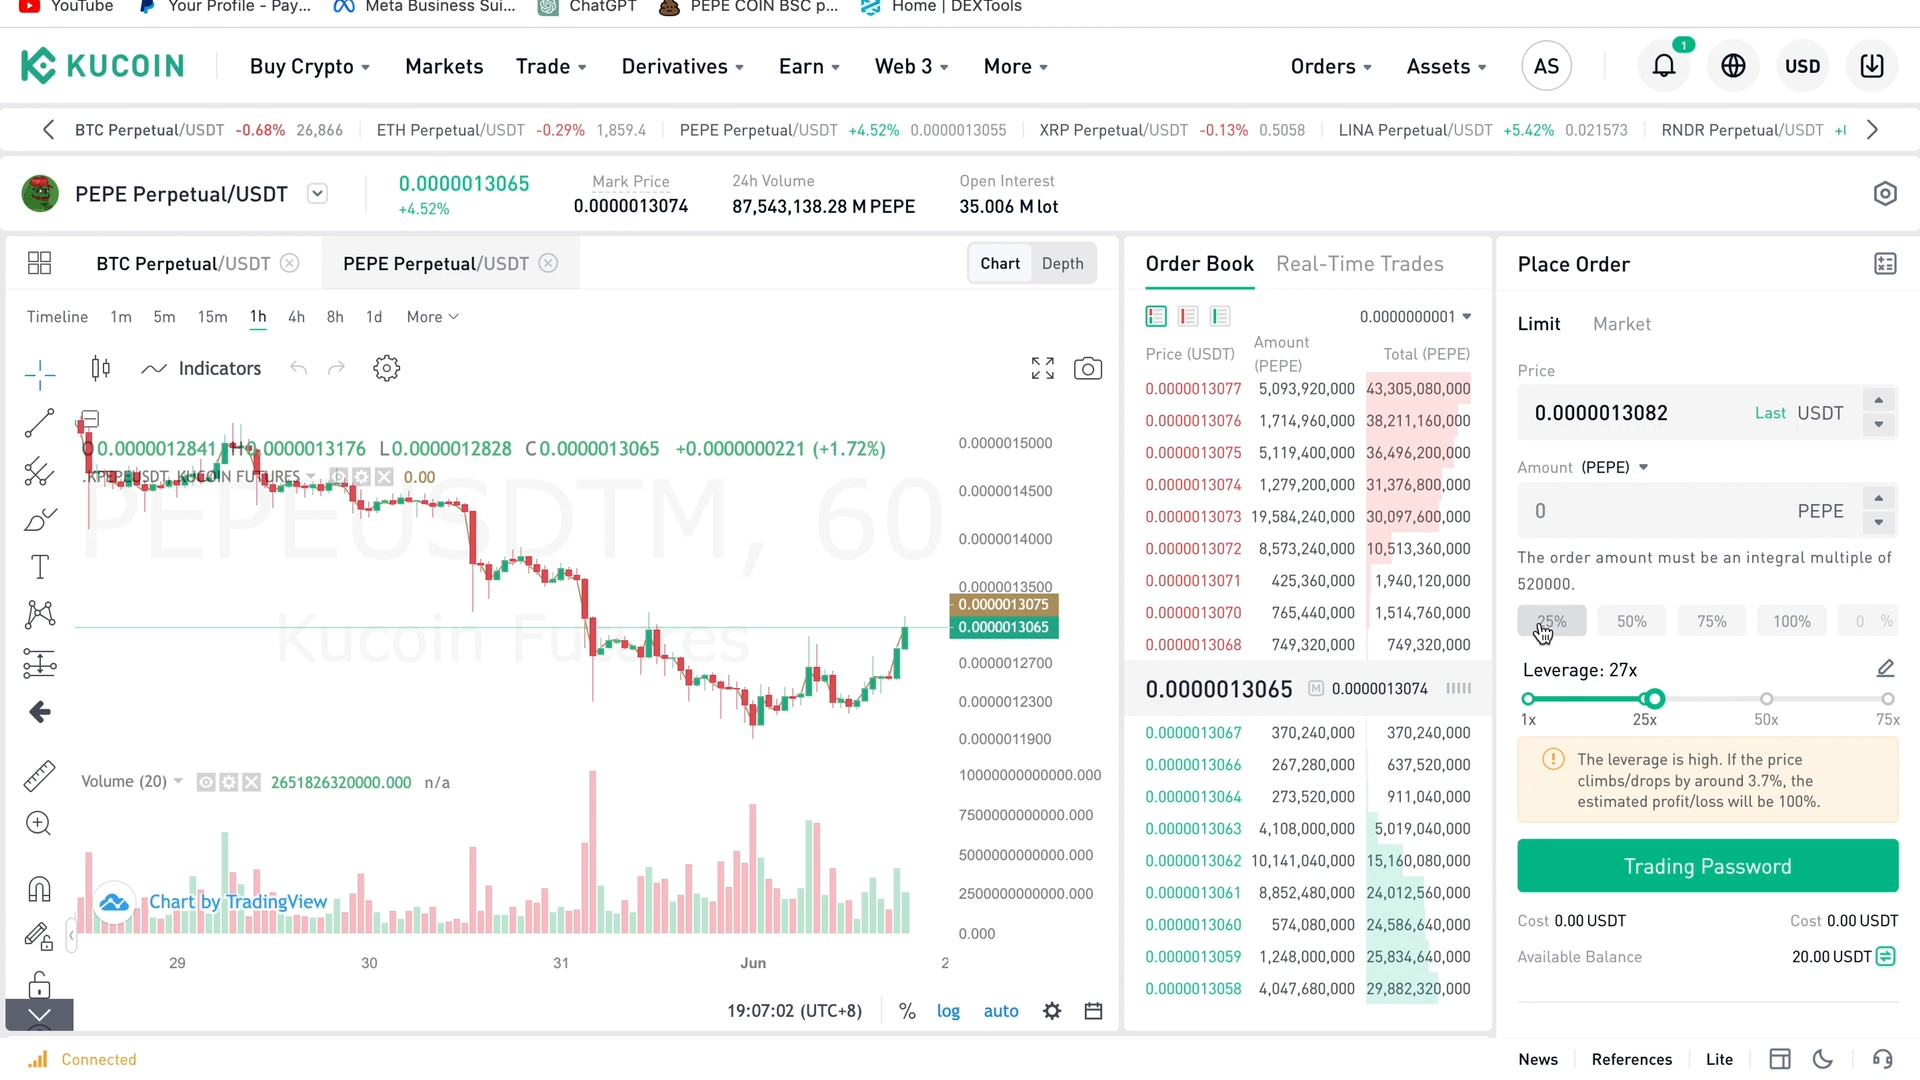 YouTube
Your Profile - Pay...
Meta Business Sui...
ChatGPT
PEPE COIN BSC p...
Home | DEXTools
KUCOIN
Buy Crypto
Markets
Trade
Derivatives
Earn
Web 3
More
Orders
Assets
AS
1
USD
BTC Perpetual/USDT -0.68% 26,866
ETH Perpetual/USDT -0.29% 1,859.4
PEPE Perpetual/USDT +4.52% 0.0000013055
XRP Perpetual/USDT -0.13% 0.5058
LINA Perpetual/USDT +5.42% 0.021573
RNDR Perpetual/USDT
PEPE Perpetual/USDT
0.0000013065
+4.52%
Mark Price
0.0000013074
24h Volume
87,543,138.28 M PEPE
Open Interest
35.006 M lot
BTC Perpetual/USDT
PEPE Perpetual/USDT
Chart
Depth
Timeline 1m 5m 15m 1h 4h 8h 1d More
Indicators
O0.0000012841 H0.0000013176 L0.0000012828 C0.0000013065 +0.0000000221 (+1.72%)
.KPEPEUSDT, KUCOIN FUTURES 0.00
PEPEUSDTM, 60
Kucoin Futures
0.0000015000
0.0000014500
0.0000014000
0.0000013500
0.0000013075
0.0000013065
0.0000012700
0.0000012300
0.0000011900
Volume (20) 2651826320000.000 n/a
10000000000000.000
7500000000000.000
5000000000000.000
2500000000000.000
0.000
Chart by TradingView
29 30 31 Jun 2
19:07:02 (UTC+8) % log auto
Order Book
Real-Time Trades
0.0000000001
Price (USDT) Amount (PEPE) Total (PEPE)
0.0000013077 5,093,920,000 43,305,080,000
0.0000013076 1,714,960,000 38,211,160,000
0.0000013075 5,119,400,000 36,496,200,000
0.0000013074 1,279,200,000 31,376,800,000
0.0000013073 19,584,240,000 30,097,600,000
0.0000013072 8,573,240,000 10,513,360,000
0.0000013071 425,360,000 1,940,120,000
0.0000013070 765,440,000 1,514,760,000
0.0000013068 749,320,000 749,320,000
0.0000013065 M 0.0000013074
0.0000013067 370,240,000 370,240,000
0.0000013066 267,280,000 637,520,000
0.0000013064 273,520,000 911,040,000
0.0000013063 4,108,000,000 5,019,040,000
0.0000013062 10,141,040,000 15,160,080,000
0.0000013061 8,852,480,000 24,012,560,000
0.0000013060 574,080,000 24,586,640,000
0.0000013059 1,248,000,000 25,834,640,000
0.0000013058 4,047,680,000 29,882,320,000
Place Order
Limit Market
Price
0.0000013082 Last USDT
Amount (PEPE)
0 PEPE
The order amount must be an integral multiple of
520000.
25% 50% 75% 100% 0 %
Leverage: 27x
1x 25x 50x 75x
The leverage is high. If the price
climbs/drops by around 3.7%, the
estimated profit/loss will be 100%.
Trading Password
Cost 0.00 USDT Cost 0.00 USDT
Available Balance 20.00 USDT
Connected
News References Lite